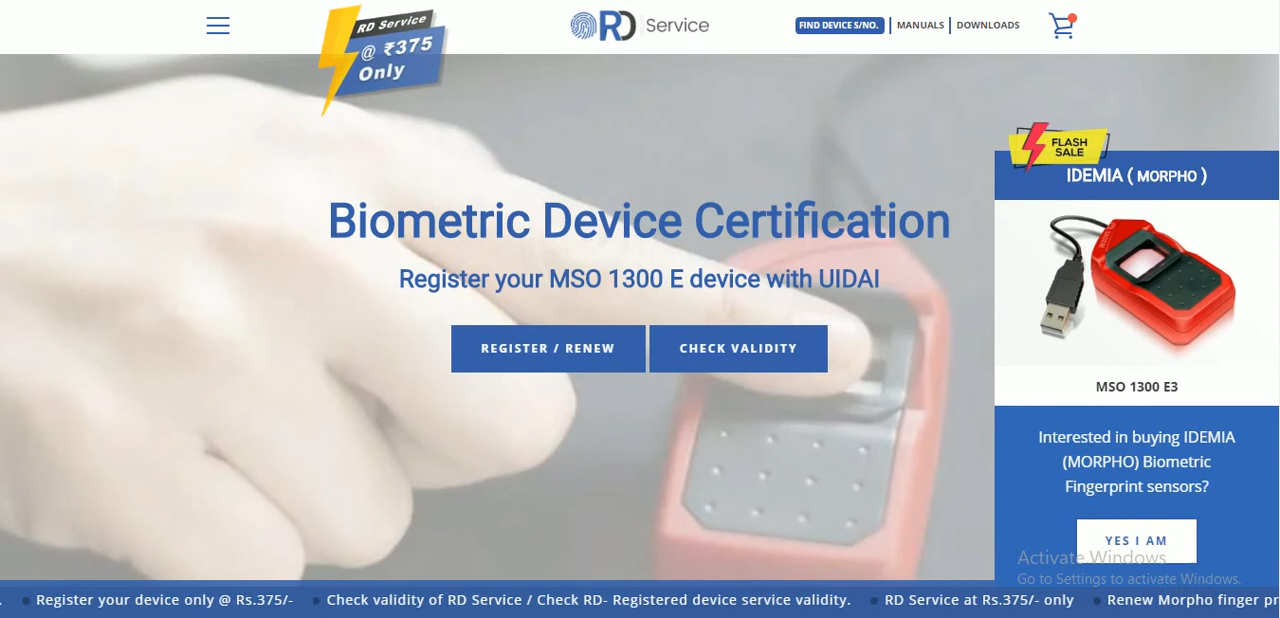 RD Service
@ ₹375
Only
RD Service
FIND DEVICE S/NO.
MANUALS
DOWNLOADS
FLASH
SALE
IDEMIA ( MORPHO )
Biometric Device Certification
Register your MSO 1300 E device with UIDAI
REGISTER / RENEW
CHECK VALIDITY
MSO 1300 E3
Interested in buying IDEMIA
(MORPHO) Biometric
Fingerprint sensors?
YES I AM
Activate Windows
Go to Settings to activate Windows.
. • Register your device only @ Rs.375/- • Check validity of RD Service / Check RD- Registered device service validity. • RD Service at Rs.375/- only • Renew Morpho finger pr